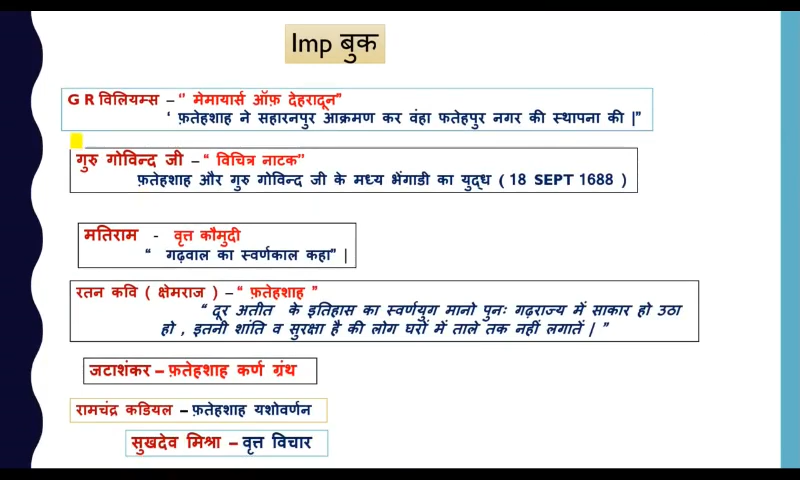 Imp बुक
G R विलियम्स – " मेमायार्स ऑफ़ देहरादून"
' फ़तेहशाह ने सहारनपुर आक्रमण कर वंहा फतेहपुर नगर की स्थापना की |"
गुरु गोविन्द जी – " विचित्र नाटक"
फ़तेहशाह और गुरु गोविन्द जी के मध्य भेंगाडी का युद्ध ( 18 SEPT 1688 )
मतिराम - वृत्त कौमुदी
" गढ़वाल का स्वर्णकाल कहा" |
रतन कवि ( क्षेमराज ) – " फ़तेहशाह "
" दूर अतीत के इतिहास का स्वर्णयुग मानो पुनः गढ़राज्य में साकार हो उठा
हो , इतनी शांति व सुरक्षा है की लोग घरों में ताले तक नहीं लगातें | "
जटाशंकर – फ़तेहशाह कर्ण ग्रंथ
रामचंद्र कडियल – फ़तेहशाह यशोवर्णन
सुखदेव मिश्रा – वृत्त विचार